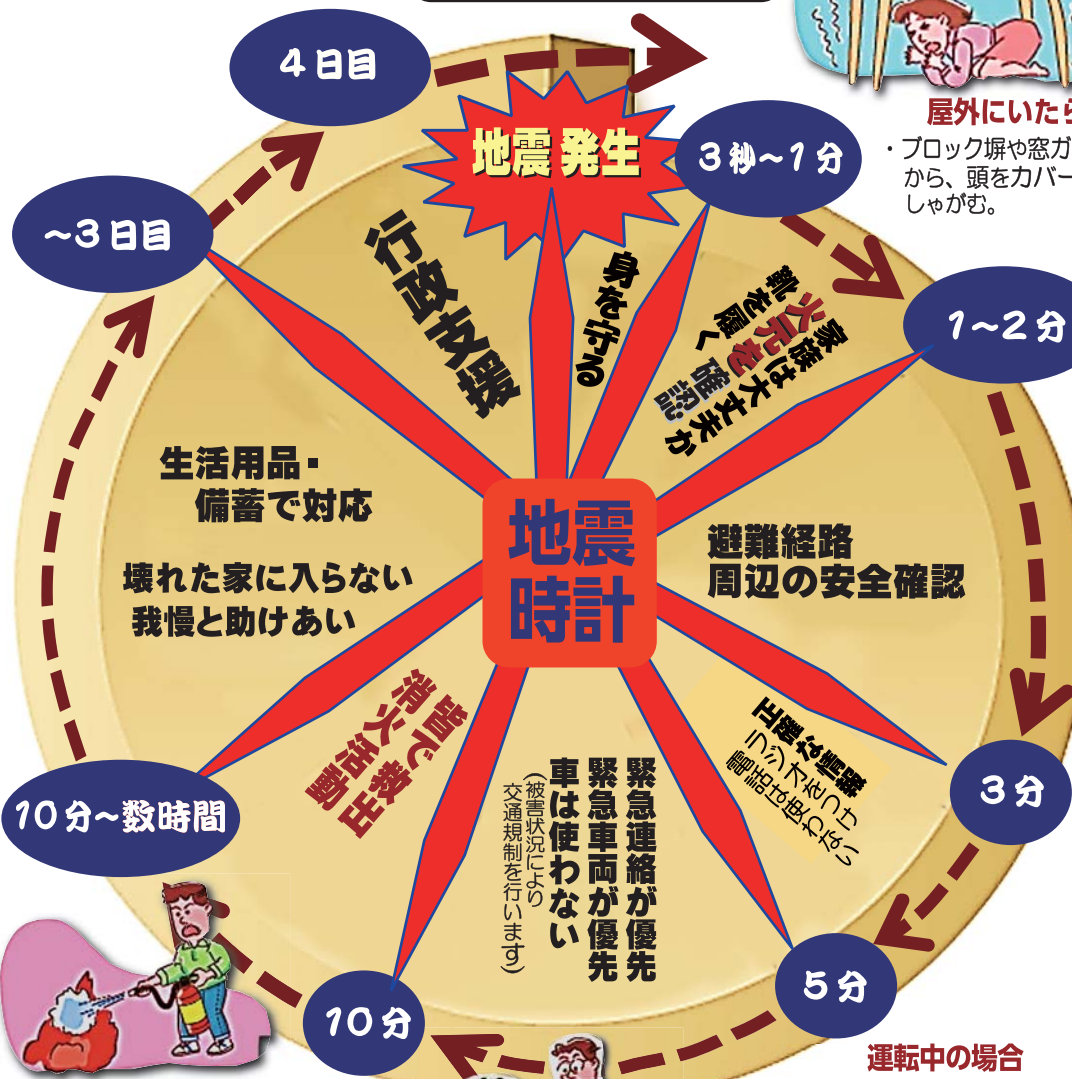 地震 発生
3秒〜1分
1〜2分
3分
5分
10分
10分〜数時間
〜3日目
4日目
地震
時計
身を守る
家族は大丈夫か
火元を確認
靴を履く
避難経路
周辺の安全確認
正確な情報
ラジオをつけ
電話は使わない
緊急連絡が優先
緊急車両が優先
車は使わない
(被害状況により
交通規制を行います)
皆で救出
消火活動
生活用品・
備蓄で対応
壊れた家に入らない
我慢と助けあい
行政支援
屋外にいたら
・ブロック塀や窓ガ
から、頭をカバー
しゃがむ。
運転中の場合